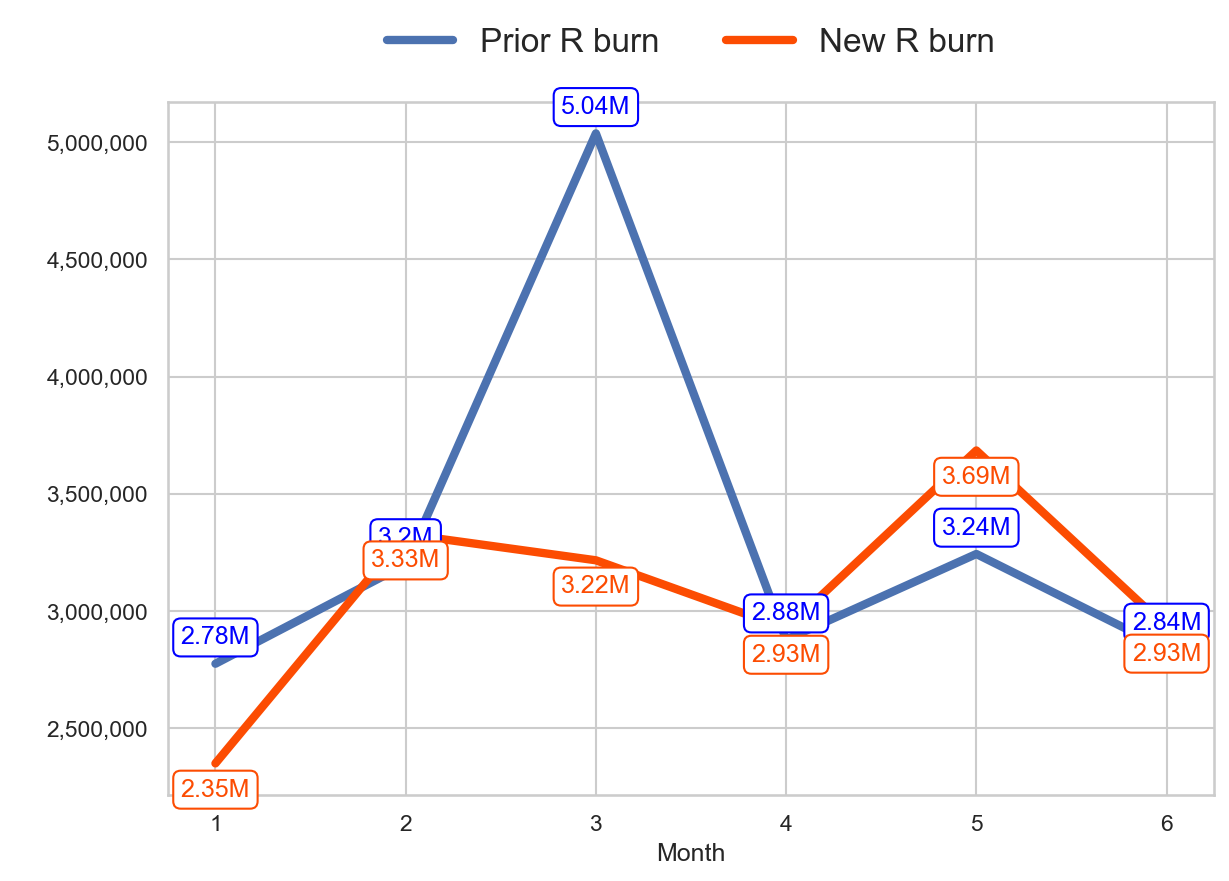 Prior R burn New R burn
5.04M
5,000,000
4,500,000
4,000,000
3,500,000
3.69M
3.24M
3.2M
3.33M
3.22M
3,000,000
2.88M
2.84M
2.78M
2.93M
2.93M
2,500,000
2.35M
1 2 3 4 5 6
Month